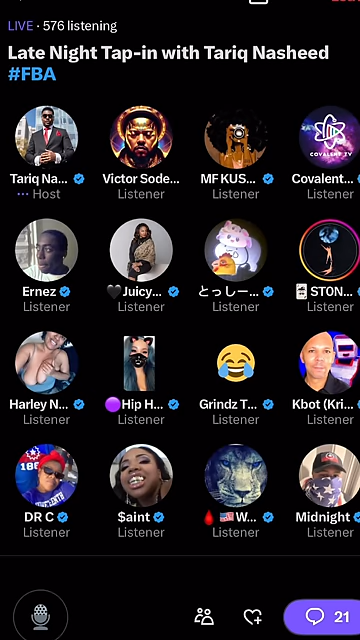 LIVE · 576 listening
Late Night Tap-in with Tariq Nasheed
#FBA
COVALENT TV
Tariq Na...
Victor Sode...
MF KUS...
Covalent...
Host
Listener
Listener
Listener
Ernez
🖤Juicy...
とっしー...
🃏STON...
Listener
Listener
Listener
Listener
Harley N...
🟣Hip H...
Grindz T...
Kbot (Kri...
Listener
Listener
Listener
Listener
DR C
$aint
🩸🇺🇸W...
Midnight
Listener
Listener
Listener
Listener
21